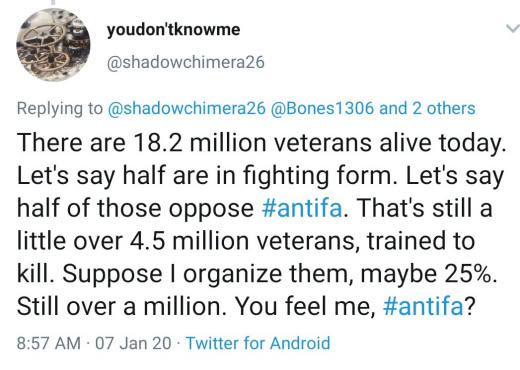 youdon'tknowme
@shadowchimera26
Replying to @shadowchimera26 @Bones1306 and 2 others
There are 18.2 million veterans alive today.
Let's say half are in fighting form. Let's say
half of those oppose #antifa. That's still a
little over 4.5 million veterans, trained to
kill. Suppose I organize them, maybe 25%.
Still over a million. You feel me, #antifa?
8:57 AM · 07 Jan 20 · Twitter for Android